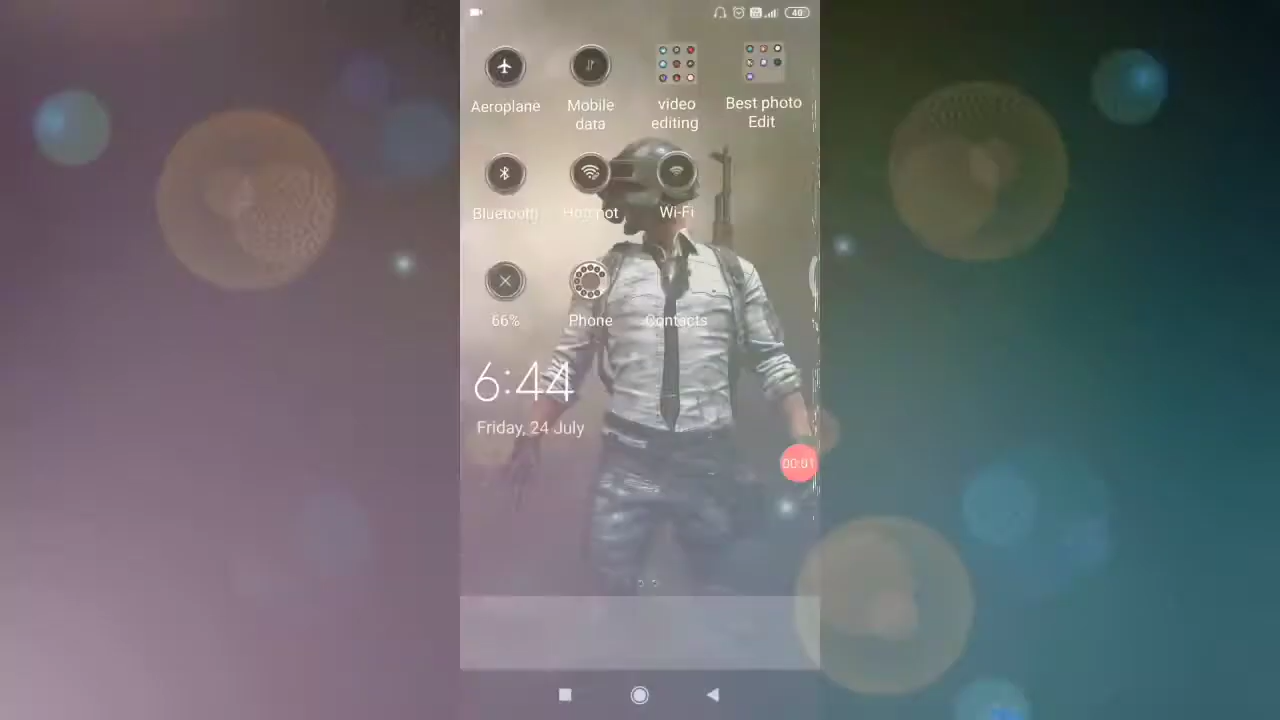 40
Aeroplane
Mobile
data
video
editing
Best photo
Edit
Bluetooth
Hotspot
Wi-Fi
66%
Phone
Contacts
6:44
Friday, 24 July
00:01